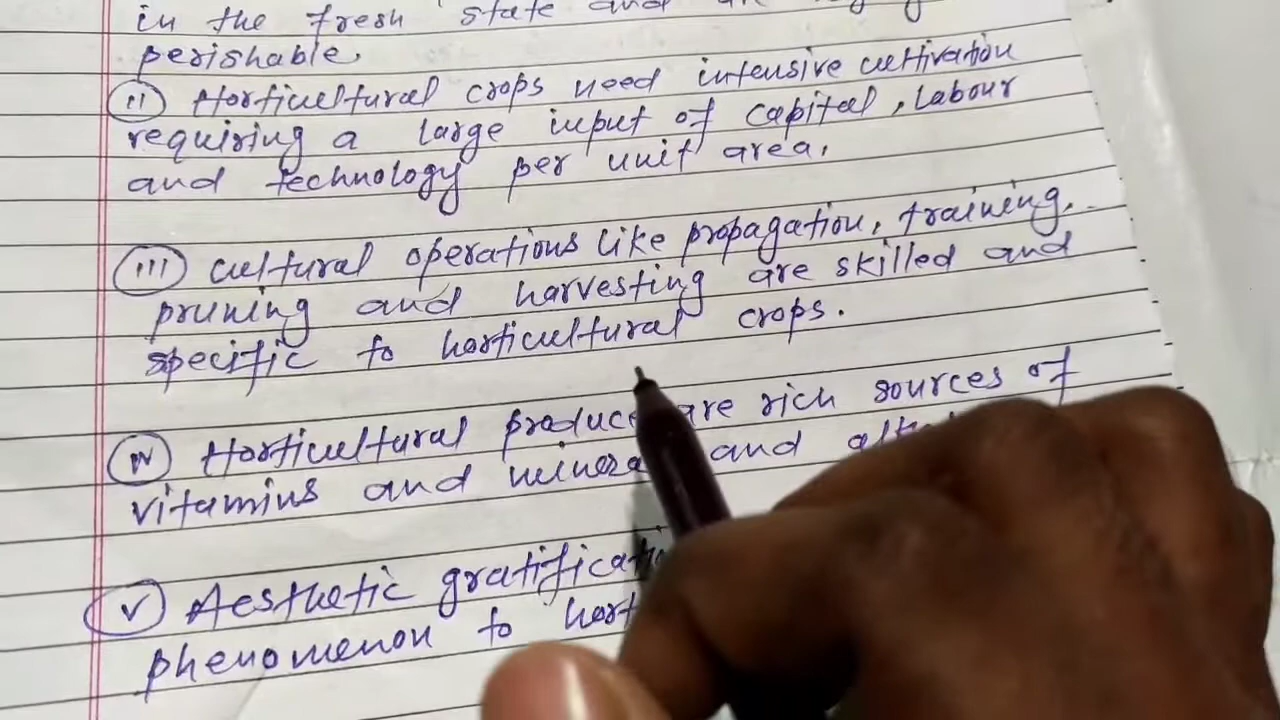 in the fresh state and
perishable.
(ii) Horticultural crops need intensive cultivation
requiring a large input of capital, labour
and technology per unit area.
(iii) Cultural operations like propagation, training,
pruning and harvesting are skilled and
specific to horticultural crops.
(iv) Horticultural produce are rich sources of
vitamins and and
(v) Aesthetic
phenomenon to